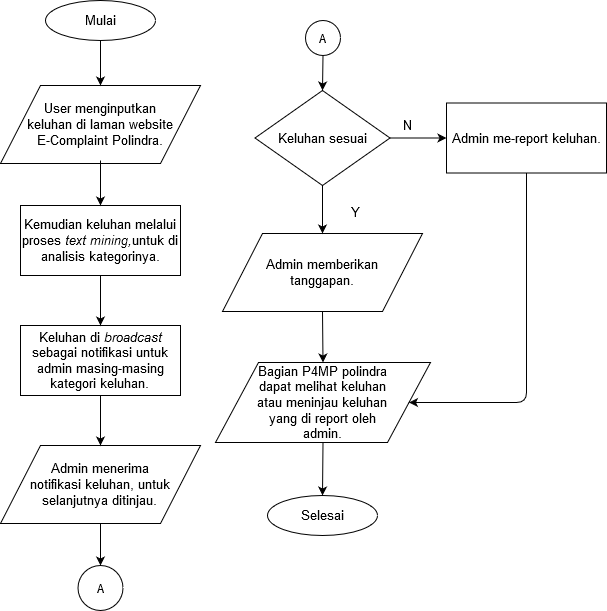 Mulai
User menginputkan
keluhan di laman website
E-Complaint Polindra.
Kemudian keluhan melalui
proses text mining,untuk di
analisis kategorinya.
Keluhan di broadcast
sebagai notifikasi untuk
admin masing-masing
kategori keluhan.
Admin menerima
notifikasi keluhan, untuk
selanjutnya ditinjau.
A
A
Keluhan sesuai
N
Admin me-report keluhan.
Y
Admin memberikan
tanggapan.
Bagian P4MP polindra
dapat melihat keluhan
atau meninjau keluhan
yang di report oleh
admin.
Selesai